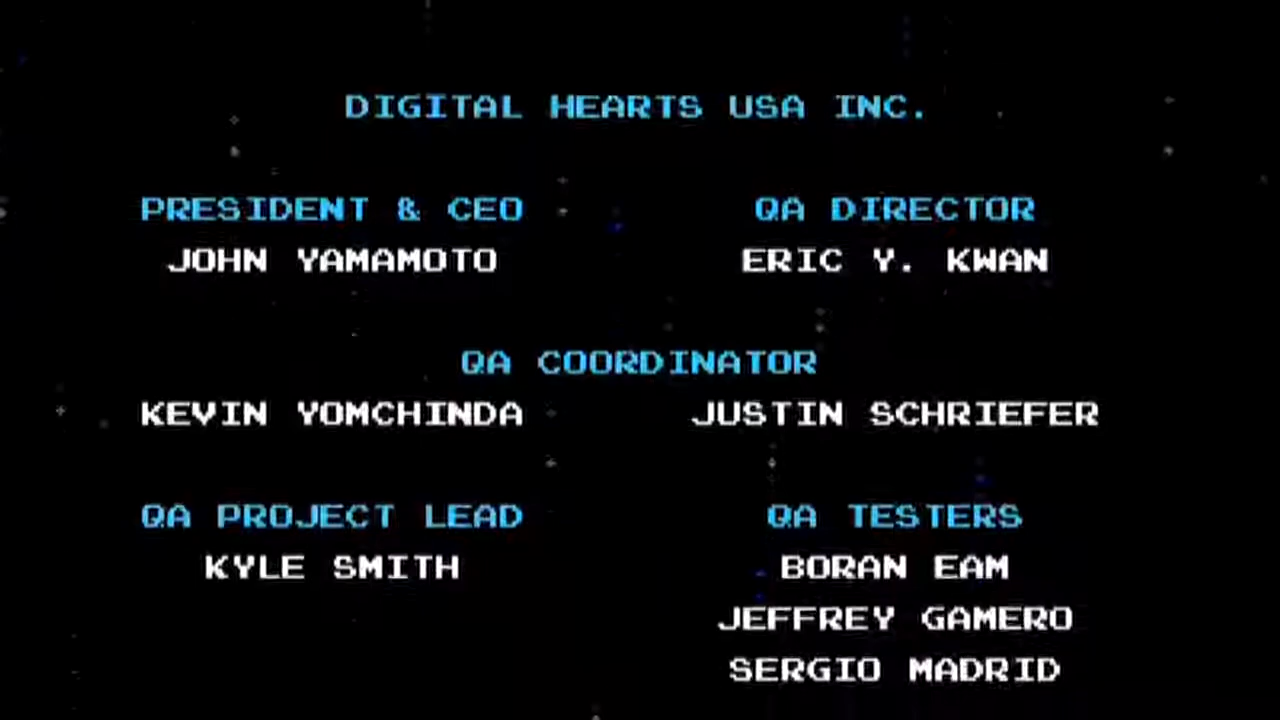 DIGITAL HEARTS USA INC.
PRESIDENT & CEO
JOHN YAMAMOTO
QA DIRECTOR
ERIC Y. KWAN
QA COORDINATOR
KEVIN YOMCHINDA
JUSTIN SCHRIEFER
QA PROJECT LEAD
KYLE SMITH
QA TESTERS
BORAN EAM
JEFFREY GAMERO
SERGIO MADRID